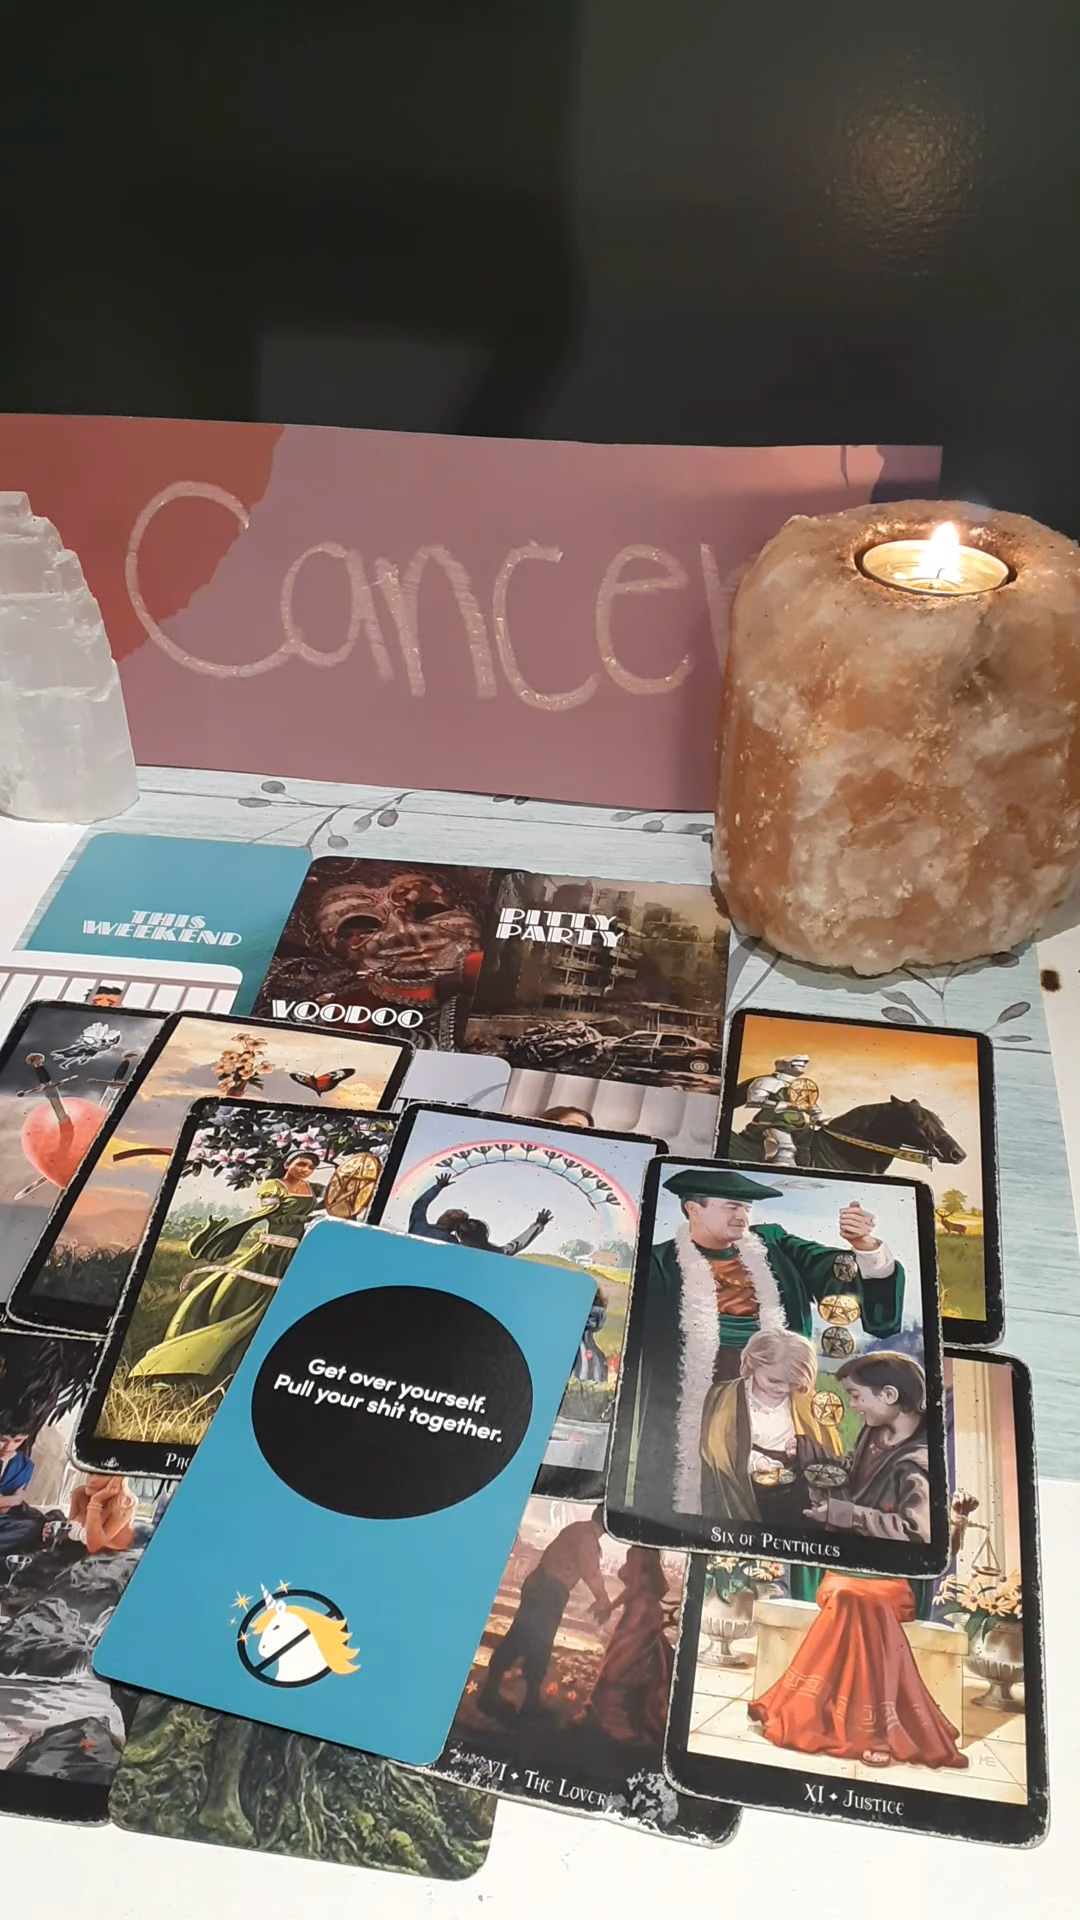 Cancer
THIS
WEEKEND
PITTY
PARTY
VOODOO
Get over yourself.
Pull your shit together.
SIX OF PENTACLES
VI • THE LOVER
XI • JUSTICE